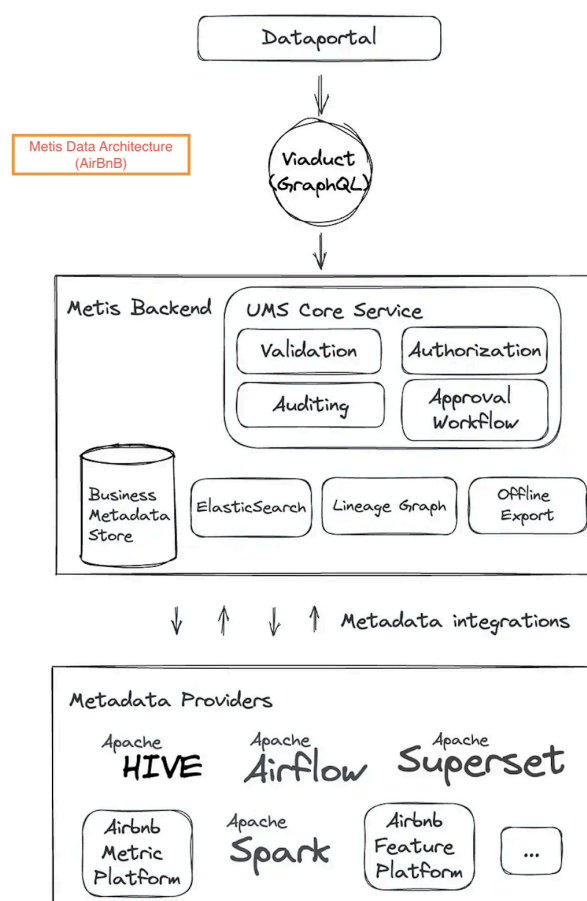 Dataportal
Metis Data Architecture
(AirBnB)
Viaduct
(GraphQL)
Metis Backend
UMS Core Service
Validation
Authorization
Auditing
Approval
Workflow
Business
Metadata
Store
ElasticSearch
Lineage Graph
Offline
Export
Metadata integrations
Metadata Providers
Apache
HIVE
Apache
Airflow
Apache
Superset
Airbnb
Metric
Platform
Apache
Spark
Airbnb
Feature
Platform
...